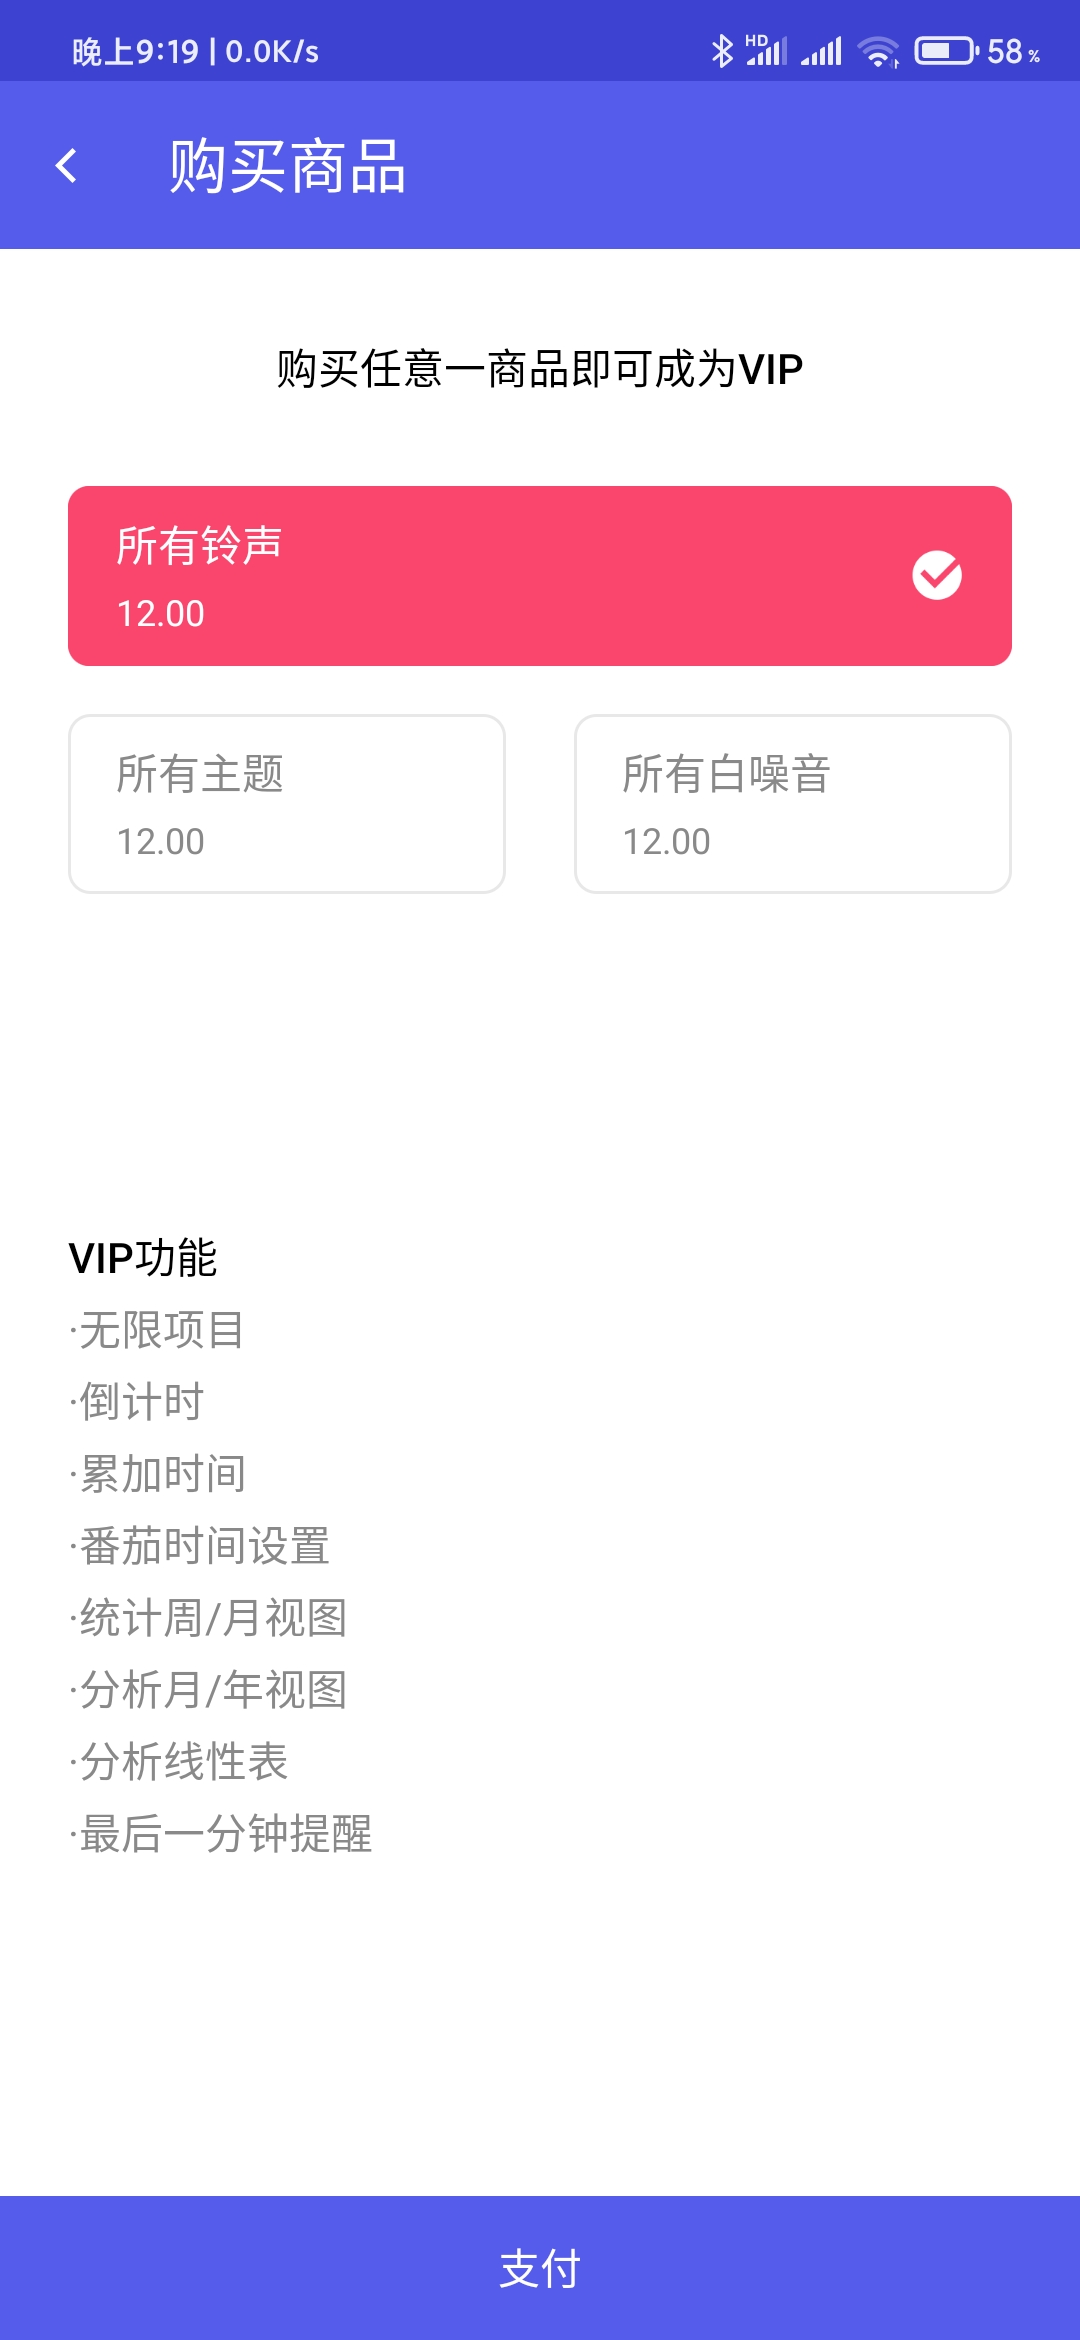 晚上9:19 | 0.0K/s
HD
58%
购买商品
购买任意一商品即可成为VIP
所有铃声
12.00
所有主题
12.00
所有白噪音
12.00
VIP功能
·无限项目
·倒计时
·累加时间
·番茄时间设置
·统计周/月视图
·分析月/年视图
·分析线性表
·最后一分钟提醒
支付